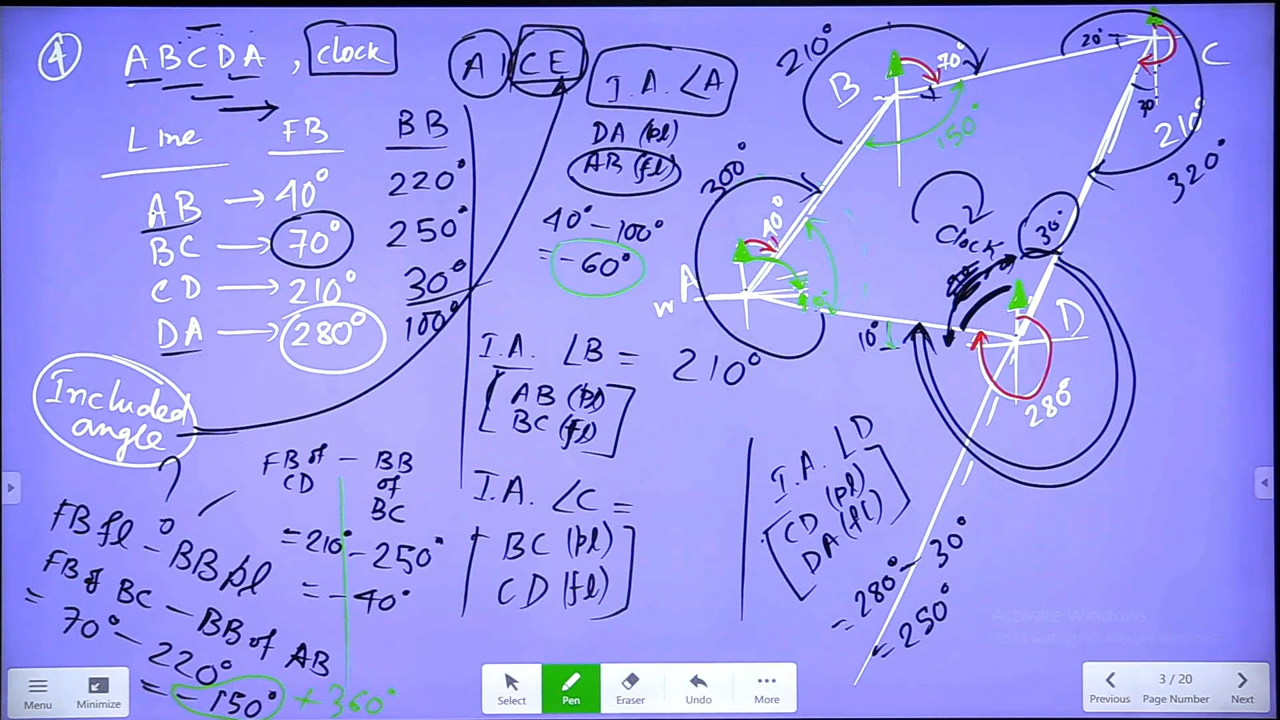 ④ ABCDA, clock
Line FB BB
AB → 40° 220°
BC → 70° 250°
CD → 210° 30°
DA → 280° 100°
Included
angle
?
FB fl - BB pl
FB of BC - BB of AB
= 70° - 220°
= -150° + 360°
FB of - BB
CD of
BC
= 210° - 250°
= -40°
A | CE
I.A. ∠A
DA (pl)
AB (fl)
40° - 100°
= -60°
I.A. ∠B = 210°
[AB (pl)
BC (fl)]
I.A. ∠C =
[BC (pl)
CD (fl)]
I.A. ∠D
[CD (pl)
DA (fl)]
= 280° - 30°
= 250°
210°
B
70°
150°
20°
C
210°
320°
300°
40°
W A
Clock
30°
D
10°
280°
Activate Windows
Menu
Minimize
Select
Pen
Eraser
Undo
More
3 / 20
Previous
Page Number
Next